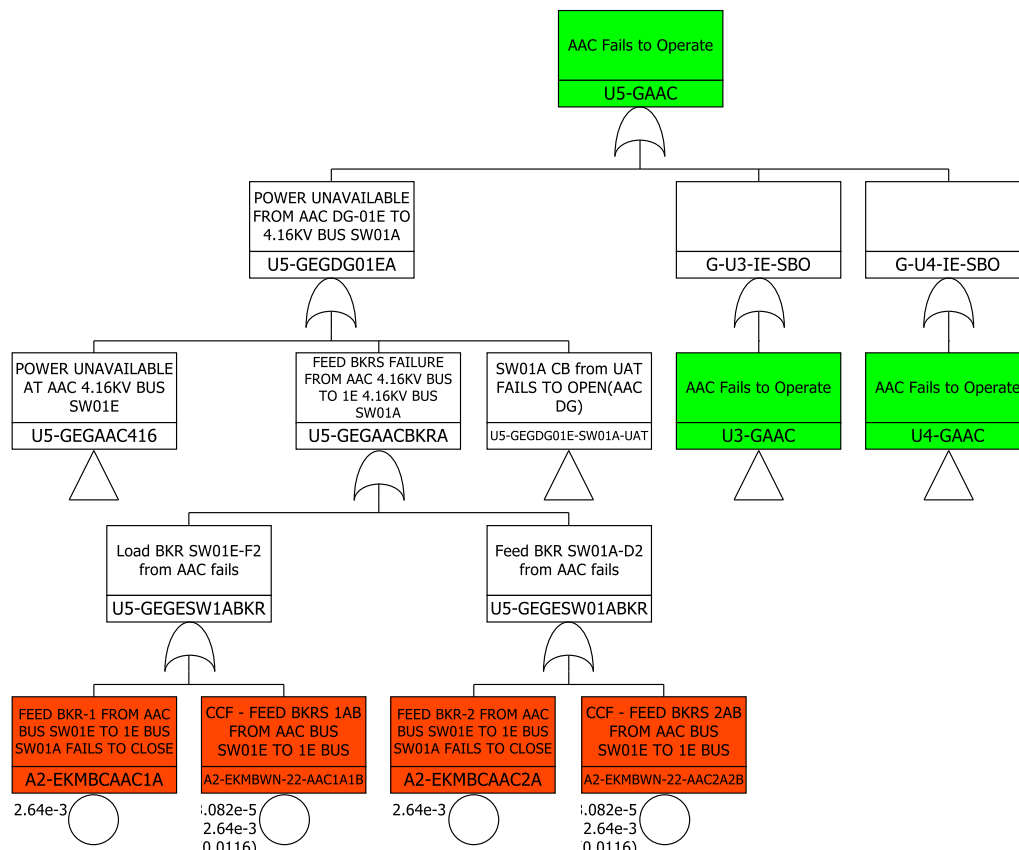 AAC Fails to Operate
U5-GAAC
POWER UNAVAILABLE
FROM AAC DG-01E TO
4.16KV BUS SW01A
U5-GEGDG01EA
G-U3-IE-SBO
G-U4-IE-SBO
POWER UNAVAILABLE
AT AAC 4.16KV BUS
SW01E
U5-GEGAAC416
FEED BKRS FAILURE
FROM AAC 4.16KV BUS
TO 1E 4.16KV BUS
SW01A
U5-GEGAACBKRA
SW01A CB from UAT
FAILS TO OPEN(AAC
DG)
U5-GEGDG01E-SW01A-UAT
AAC Fails to Operate
U3-GAAC
AAC Fails to Operate
U4-GAAC
Load BKR SW01E-F2
from AAC fails
U5-GEGESW1ABKR
Feed BKR SW01A-D2
from AAC fails
U5-GEGESW01ABKR
FEED BKR-1 FROM AAC
BUS SW01E TO 1E BUS
SW01A FAILS TO CLOSE
A2-EKMBCAAC1A
2.64e-3
CCF - FEED BKRS 1AB
FROM AAC BUS
SW01E TO 1E BUS
A2-EKMBWN-22-AAC1A1B
.082e-5
2.64e-3
0.0116)
FEED BKR-2 FROM AAC
BUS SW01E TO 1E BUS
SW01A FAILS TO CLOSE
A2-EKMBCAAC2A
2.64e-3
CCF - FEED BKRS 2AB
FROM AAC BUS
SW01E TO 1E BUS
A2-EKMBWN-22-AAC2A2B
.082e-5
2.64e-3
0.0116)